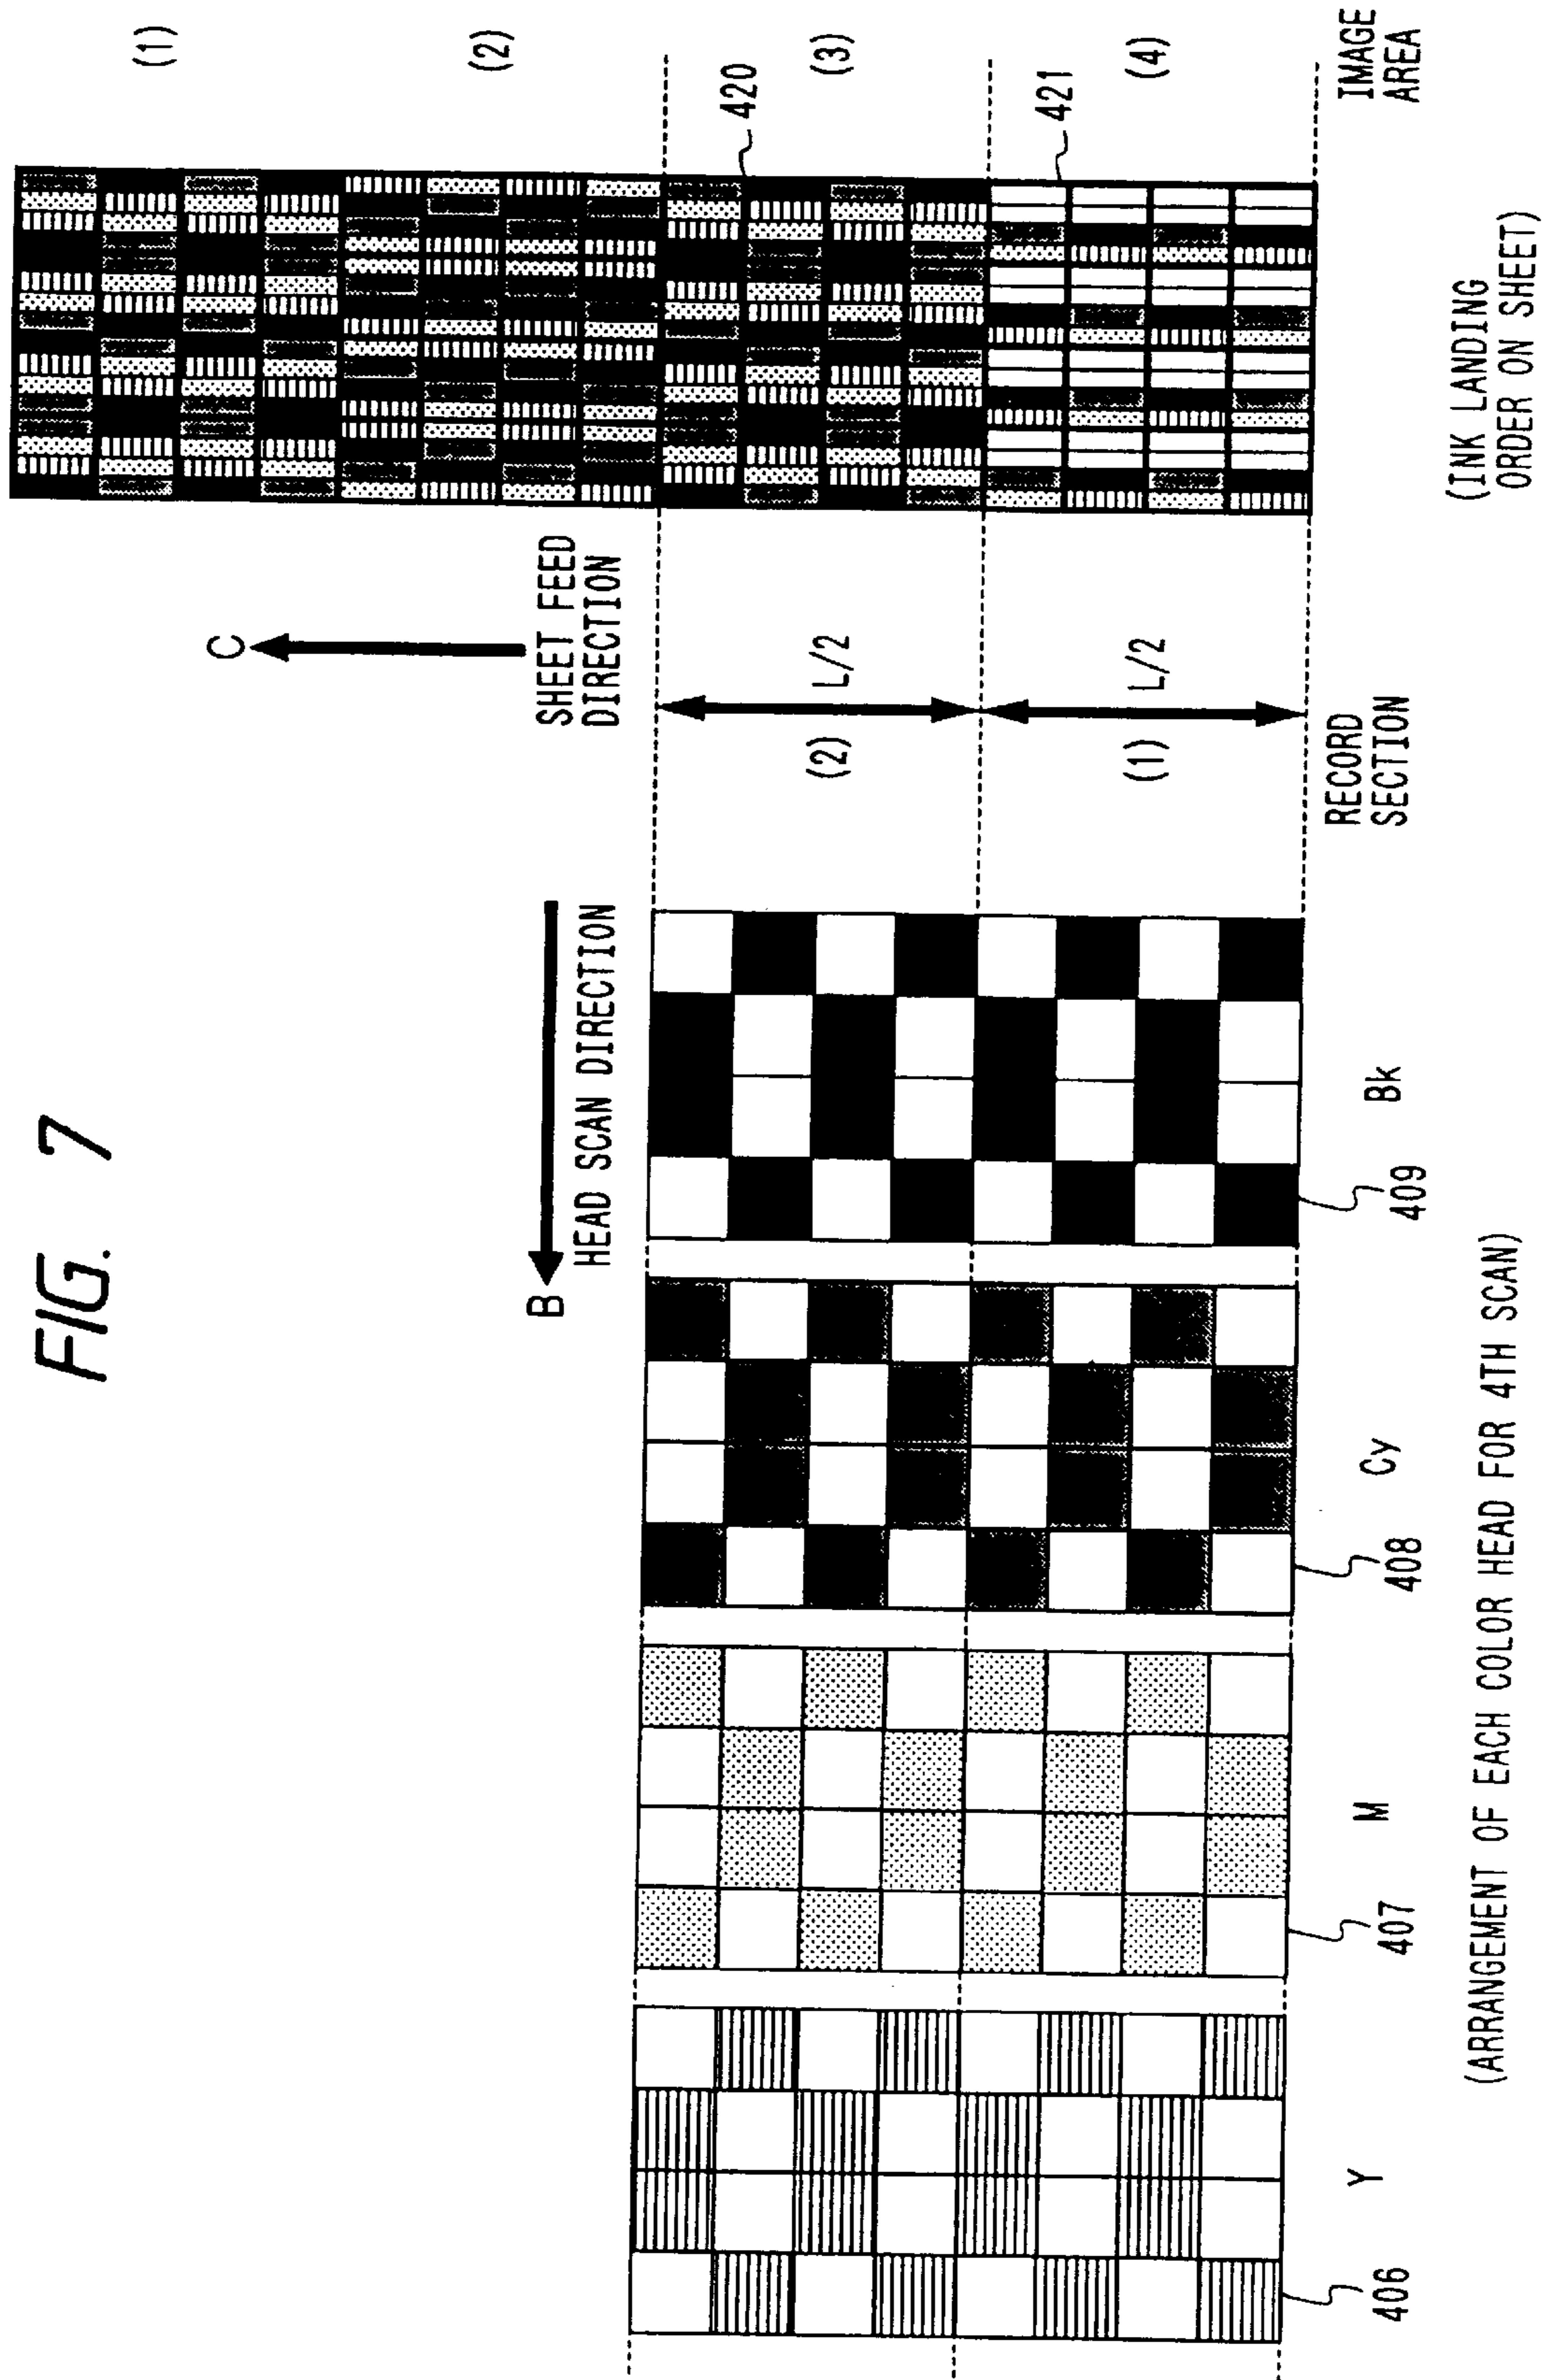 FIG. 7
B
HEAD SCAN DIRECTION
C
SHEET FEED
DIRECTION
(1)
(2)
(3)
(4)
420
421
IMAGE
AREA
(2)
L/2
(1)
L/2
RECORD
SECTION
406
Y
407
M
408
Cy
409
Bk
(ARRANGEMENT OF EACH COLOR HEAD FOR 4TH SCAN)
(INK LANDING
ORDER ON SHEET)